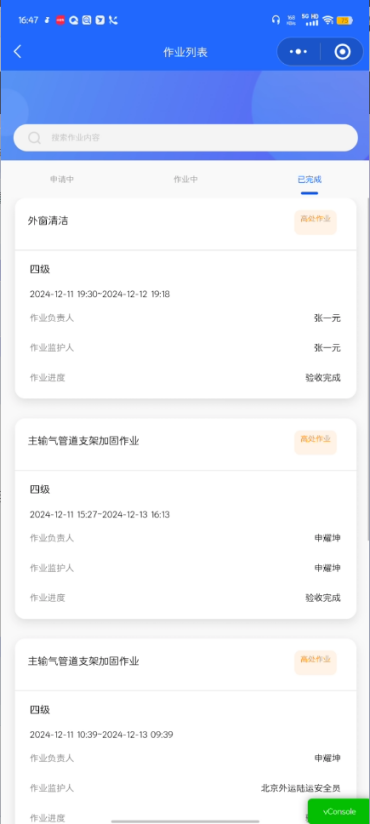 16:47
5G HD
作业列表
搜索作业内容
申请中
作业中
已完成
外窗清洁
高处作业
四级
2024-12-11 19:30~2024-12-12 19:18
作业负责人
张一元
作业监护人
张一元
作业进度
验收完成
主输气管道支架加固作业
高处作业
四级
2024-12-11 15:27~2024-12-13 16:13
作业负责人
申耀坤
作业监护人
申耀坤
作业进度
验收完成
主输气管道支架加固作业
高处作业
四级
2024-12-11 10:39~2024-12-13 09:39
作业负责人
申耀坤
作业监护人
北京外运陆运安全员
作业进度
vConsole